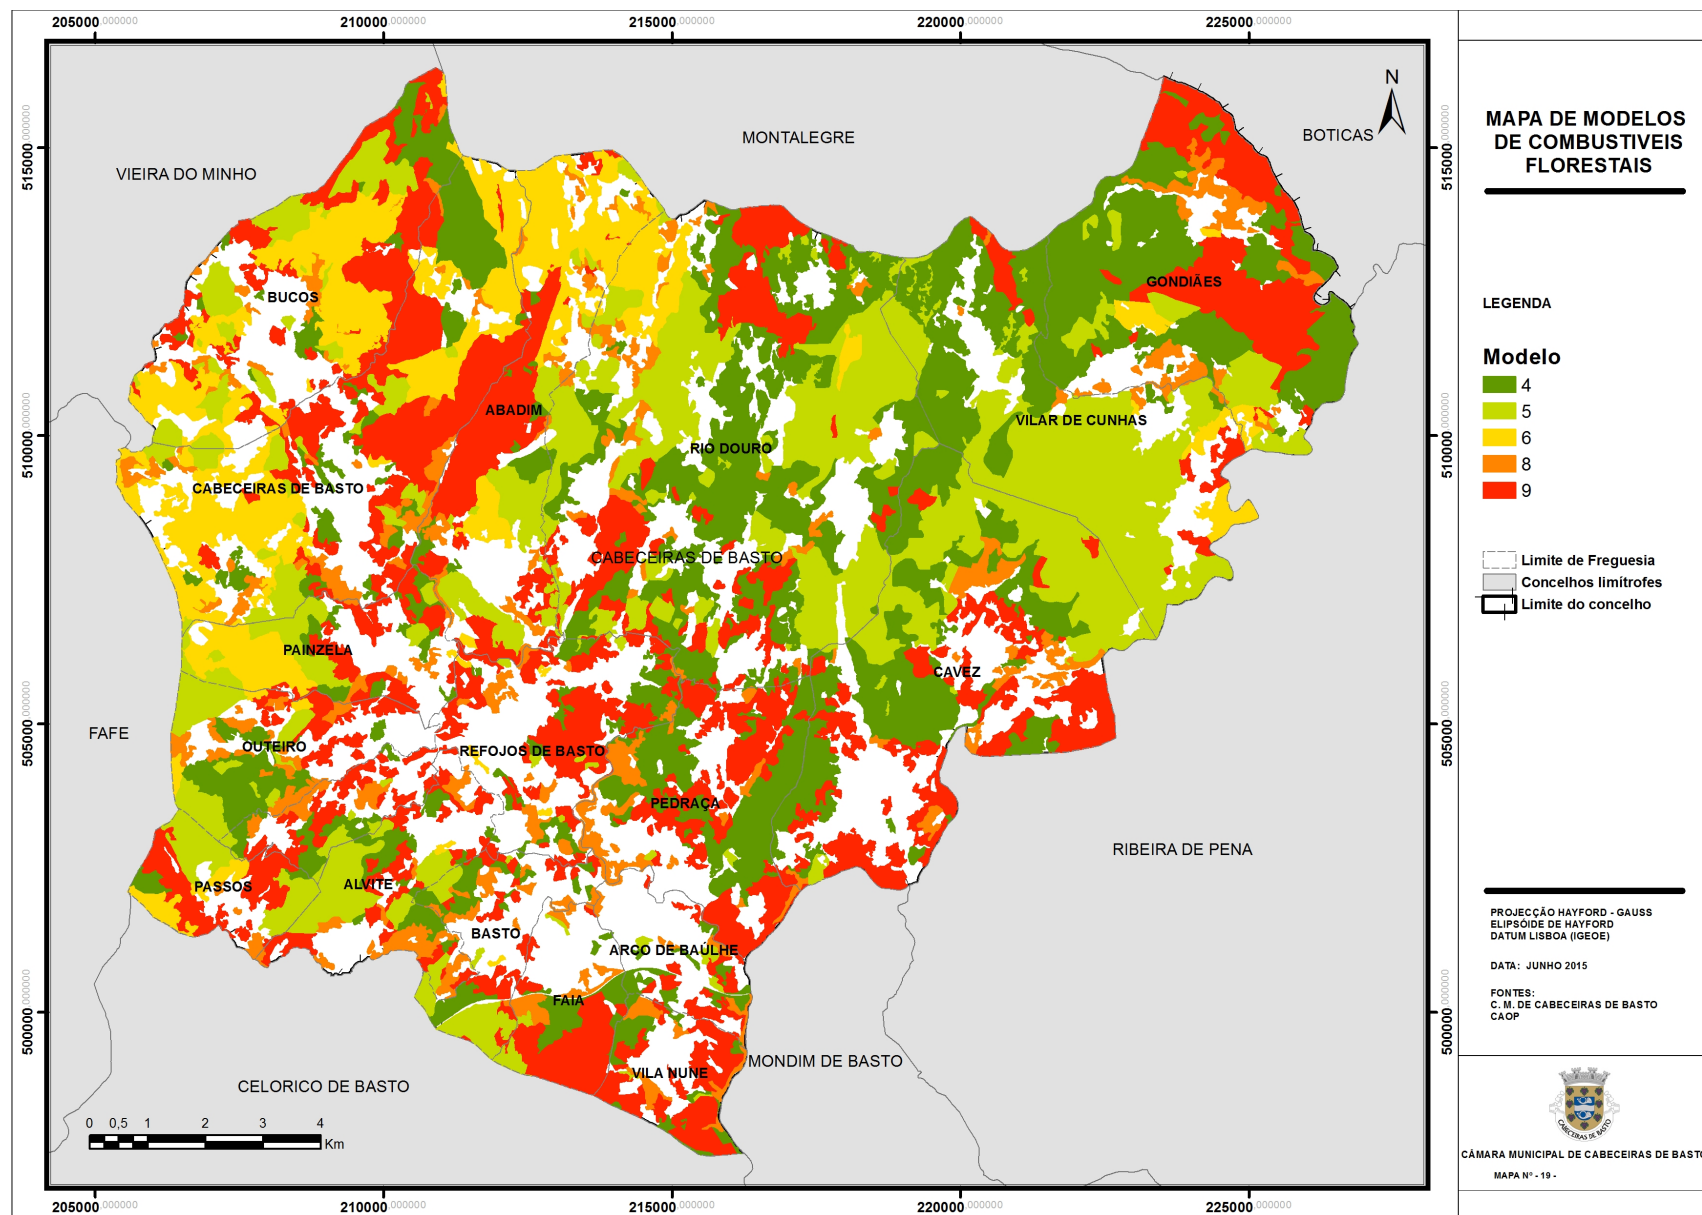 205000,000000 210000,000000 215000,000000 220000,000000 225000,000000
515000,000000
515000,000000
510000,000000
510000,000000
505000,000000
505000,000000
500000,000000
500000,000000
N
MONTALEGRE
BOTICAS
VIEIRA DO MINHO
GONDIÃES
BUCOS
ABADIM
VILAR DE CUNHAS
RIO DOURO
CABECEIRAS DE BASTO
CABECEIRAS DE BASTO
PAINZELA
CAVEZ
FAFE
OUTEIRO
REFOJOS DE BASTO
PEDRAÇA
RIBEIRA DE PENA
PASSOS
ALVITE
BASTO
ARCO DE BAÚLHE
FAIA
MONDIM DE BASTO
VILA NUNE
CELORICO DE BASTO
0 0,5 1 2 3 4
Km
205000,000000 210000,000000 215000,000000 220000,000000 225000,000000
MAPA DE MODELOS
DE COMBUSTIVEIS
FLORESTAIS
LEGENDA
Modelo
4
5
6
8
9
Limite de Freguesia
Concelhos limítrofes
Limite do concelho
PROJECÇÃO HAYFORD - GAUSS
ELIPSÓIDE DE HAYFORD
DATUM LISBOA (IGEOE)
DATA: JUNHO 2015
FONTES:
C. M. DE CABECEIRAS DE BASTO
CAOP
CABECEIRAS DE BASTO
CÂMARA MUNICIPAL DE CABECEIRAS DE BASTO
MAPA Nº - 19 -